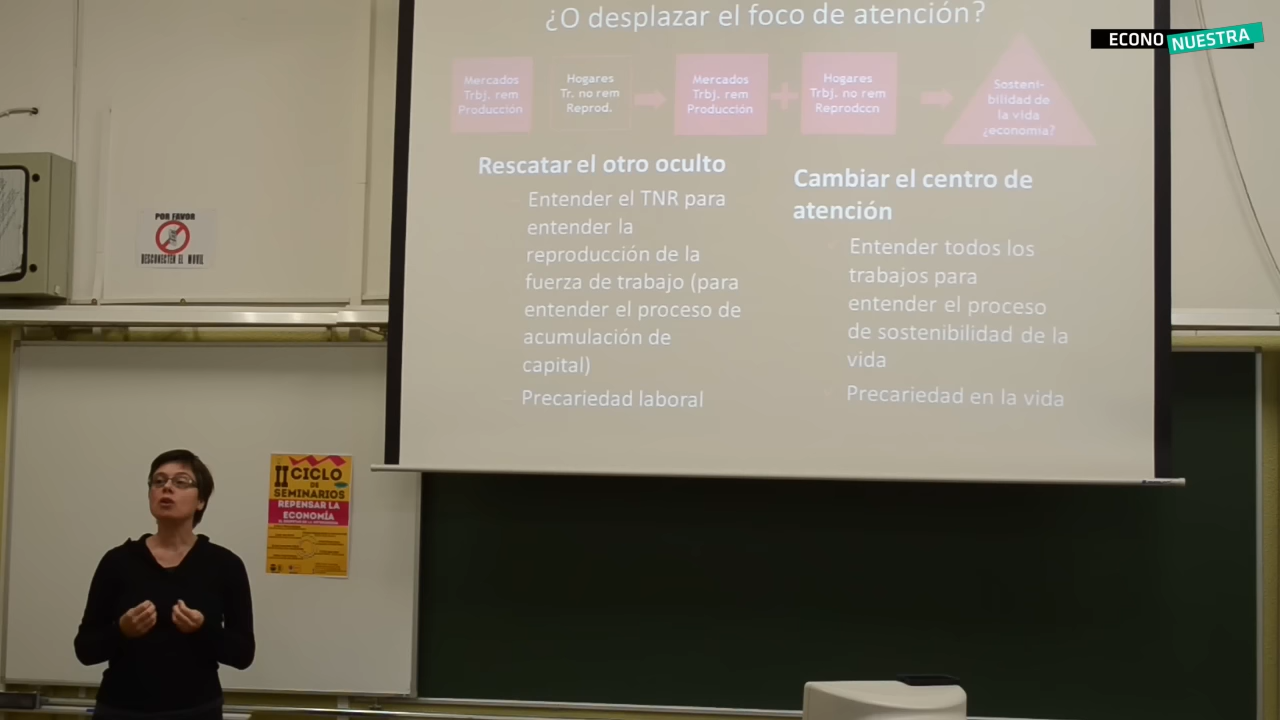 ¿O desplazar el foco de atención?
ECONO
NUESTRA
Mercados
Trbj. rem
Producción
Hogares
Tr. no rem
Reprod.
Mercados
Trbj. rem
Producción
+
Hogares
Trbj. no rem
Reprodccn
Sosteni-
bilidad de
la vida
¿economía?
Rescatar el otro oculto
Entender el TNR para
entender la
reproducción de la
fuerza de trabajo (para
entender el proceso de
acumulación de
capital)
Precariedad laboral
Cambiar el centro de
atención
Entender todos los
trabajos para
entender el proceso
de sostenibilidad de la
vida
Precariedad en la vida
POR FAVOR
DESCONECTEN EL MOVIL
II CICLO
DE
SEMINARIOS
REPENSAR LA
ECONOMÍA